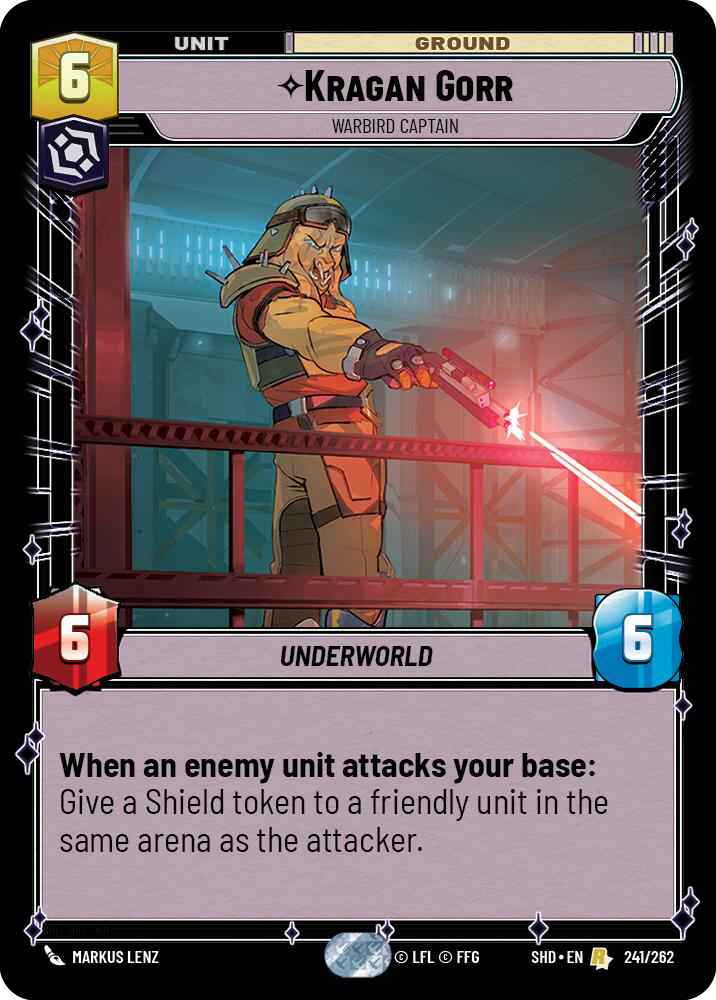 UNIT
GROUND
6
✧KRAGAN GORR
WARBIRD CAPTAIN
6
UNDERWORLD
6
When an enemy unit attacks your base:
Give a Shield token to a friendly unit in the
same arena as the attacker.
MARKUS LENZ
© LFL © FFG
SHD • EN
R
241/262